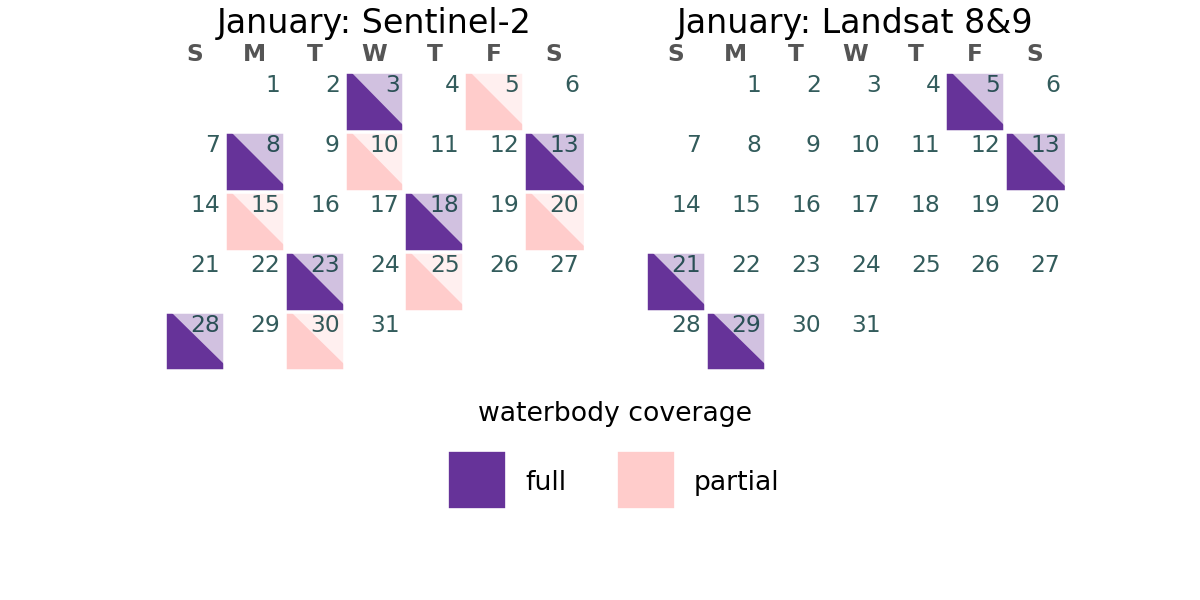 January: Sentinel-2
S M T W T F S
1 2 3 4 5 6
7 8 9 10 11 12 13
14 15 16 17 18 19 20
21 22 23 24 25 26 27
28 29 30 31
January: Landsat 8&9
S M T W T F S
1 2 3 4 5 6
7 8 9 10 11 12 13
14 15 16 17 18 19 20
21 22 23 24 25 26 27
28 29 30 31
waterbody coverage
full
partial